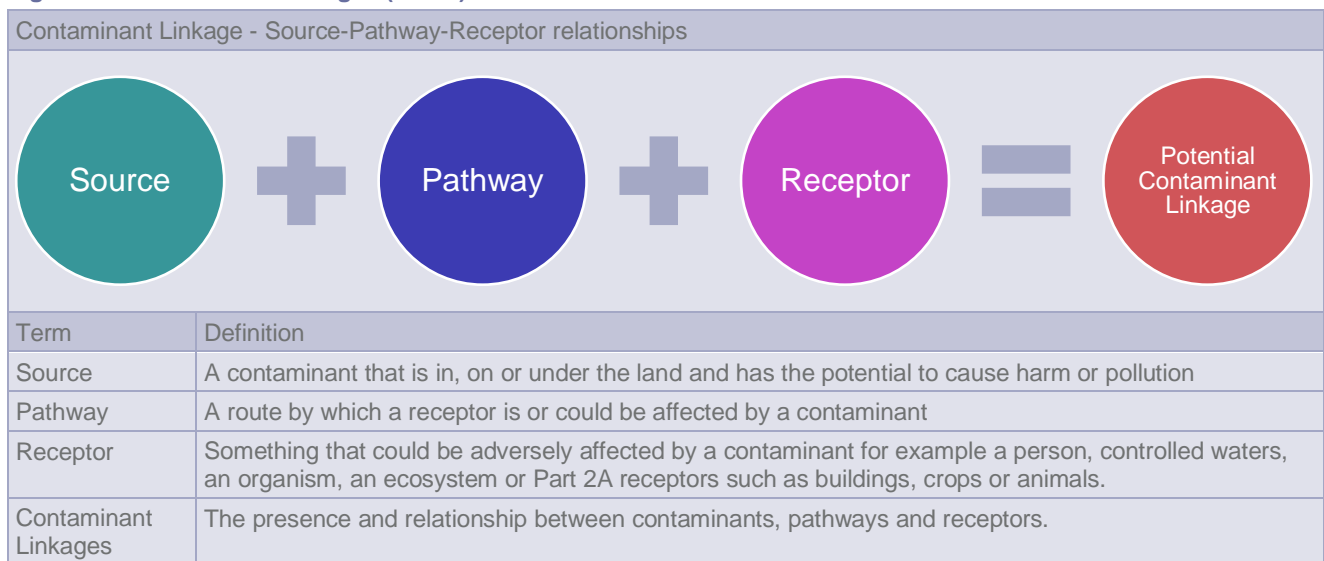 Contaminant Linkage - Source-Pathway-Receptor relationships
Source
Pathway
Receptor
Potential
Contaminant
Linkage
Term Definition
Source A contaminant that is in, on or under the land and has the potential to cause harm or pollution
Pathway A route by which a receptor is or could be affected by a contaminant
Receptor Something that could be adversely affected by a contaminant for example a person, controlled waters,
an organism, an ecosystem or Part 2A receptors such as buildings, crops or animals.
Contaminant The presence and relationship between contaminants, pathways and receptors.
Linkages